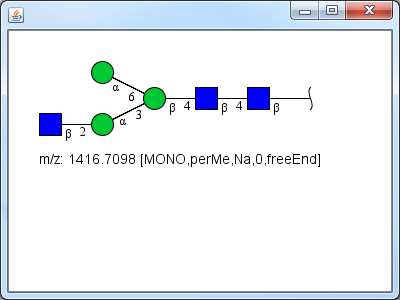 α
6
β 4 β 4 β
3
β 2 α
m/z: 1416.7098 [MONO,perMe,Na,0,freeEnd]